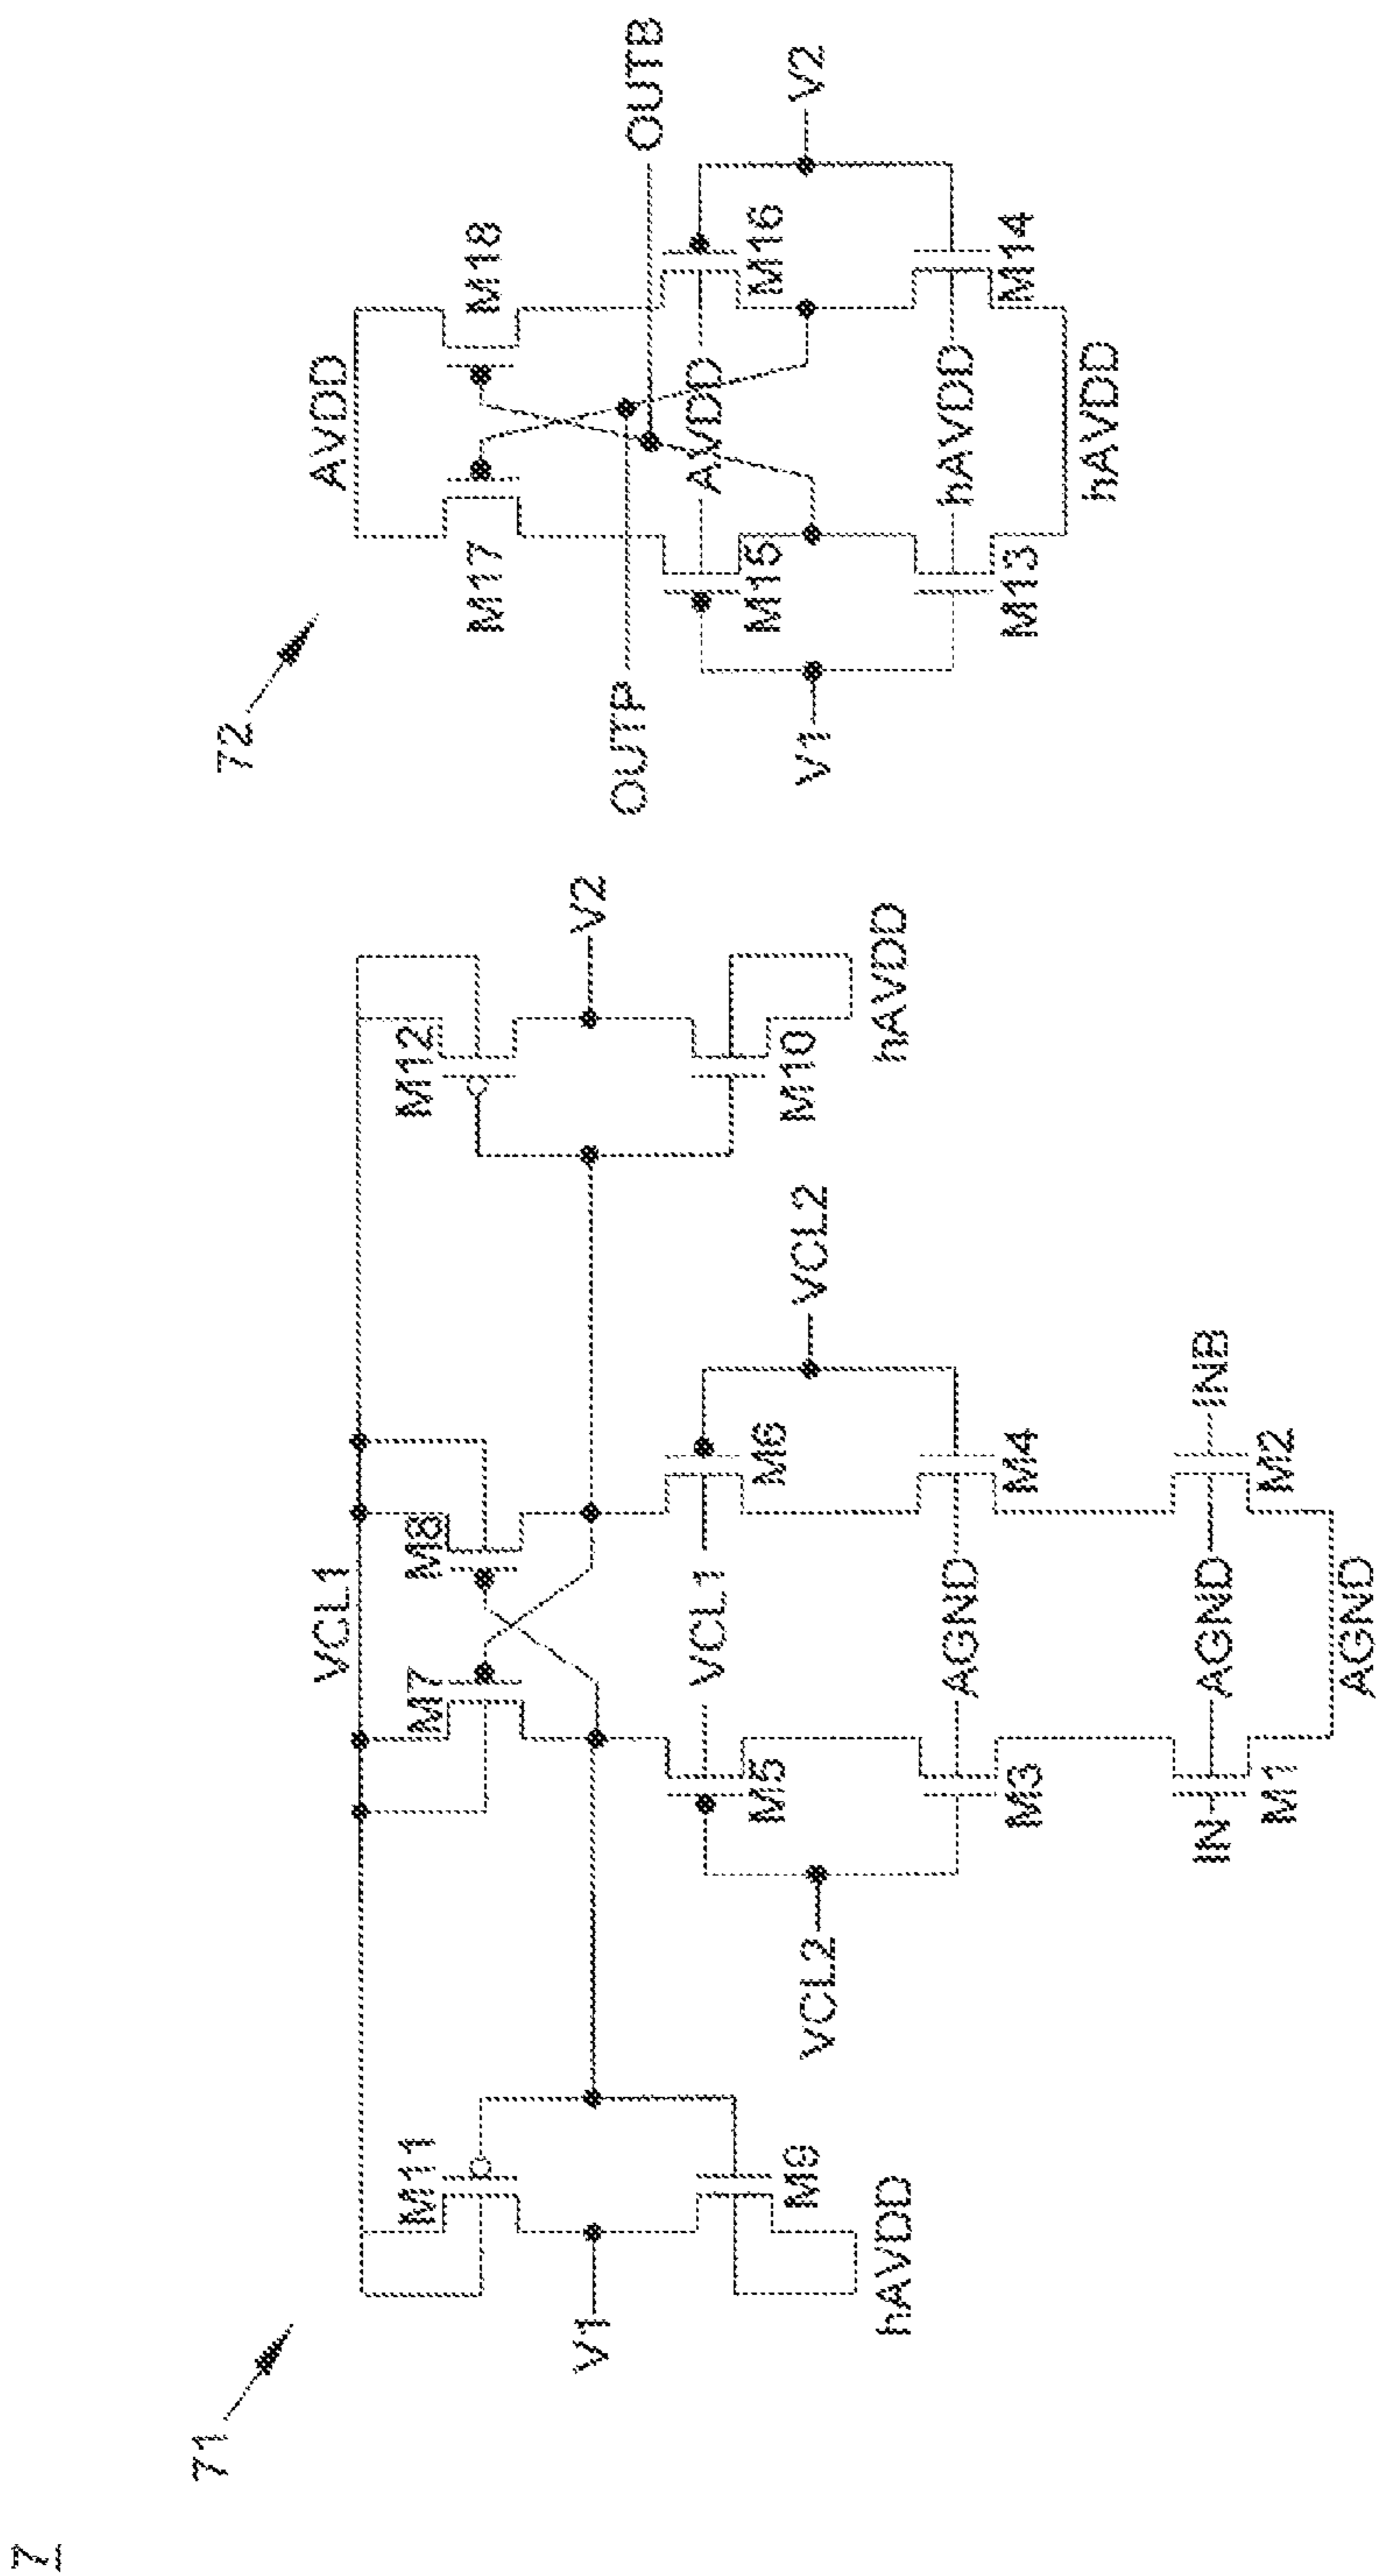 7
71
72
VCL1
M11
M7
M8
M12
V1
V2
M9
M10
hAVDD
hAVDD
M5
VCL1
M6
VCL2
VCL2
M3
AGND
M4
IN
AGND
INB
M1
M2
AGND
AVDD
M17
M18
OUTP
OUTB
M15
AVDD
M16
V1
V2
M13
hAVDD
M14
hAVDD